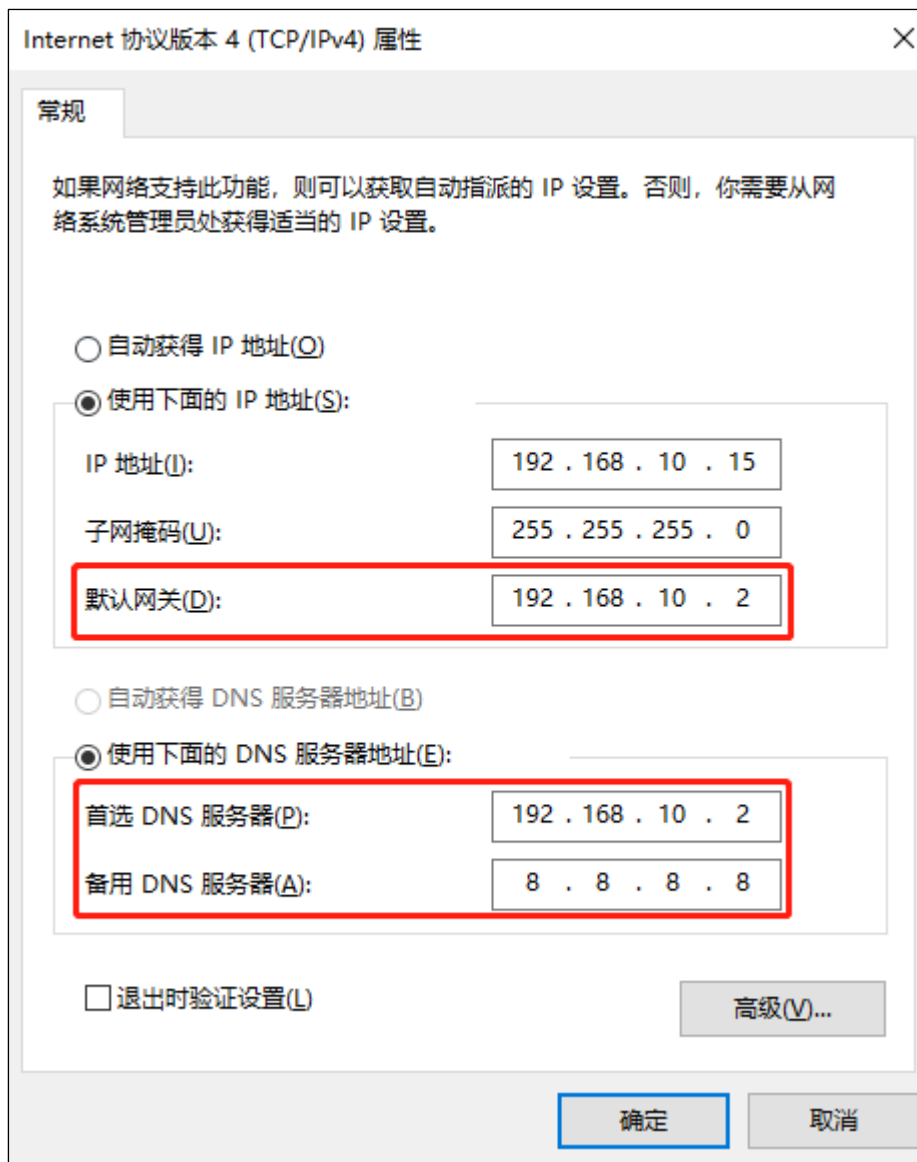 Internet 协议版本 4 (TCP/IPv4) 属性
常规
如果网络支持此功能，则可以获取自动指派的 IP 设置。否则，你需要从网
络系统管理员处获得适当的 IP 设置。
自动获得 IP 地址(O)
使用下面的 IP 地址(S):
IP 地址(I): 192 . 168 . 10 . 15
子网掩码(U): 255 . 255 . 255 . 0
默认网关(D): 192 . 168 . 10 . 2
自动获得 DNS 服务器地址(B)
使用下面的 DNS 服务器地址(E):
首选 DNS 服务器(P): 192 . 168 . 10 . 2
备用 DNS 服务器(A): 8 . 8 . 8 . 8
退出时验证设置(L)
高级(V)...
确定 取消